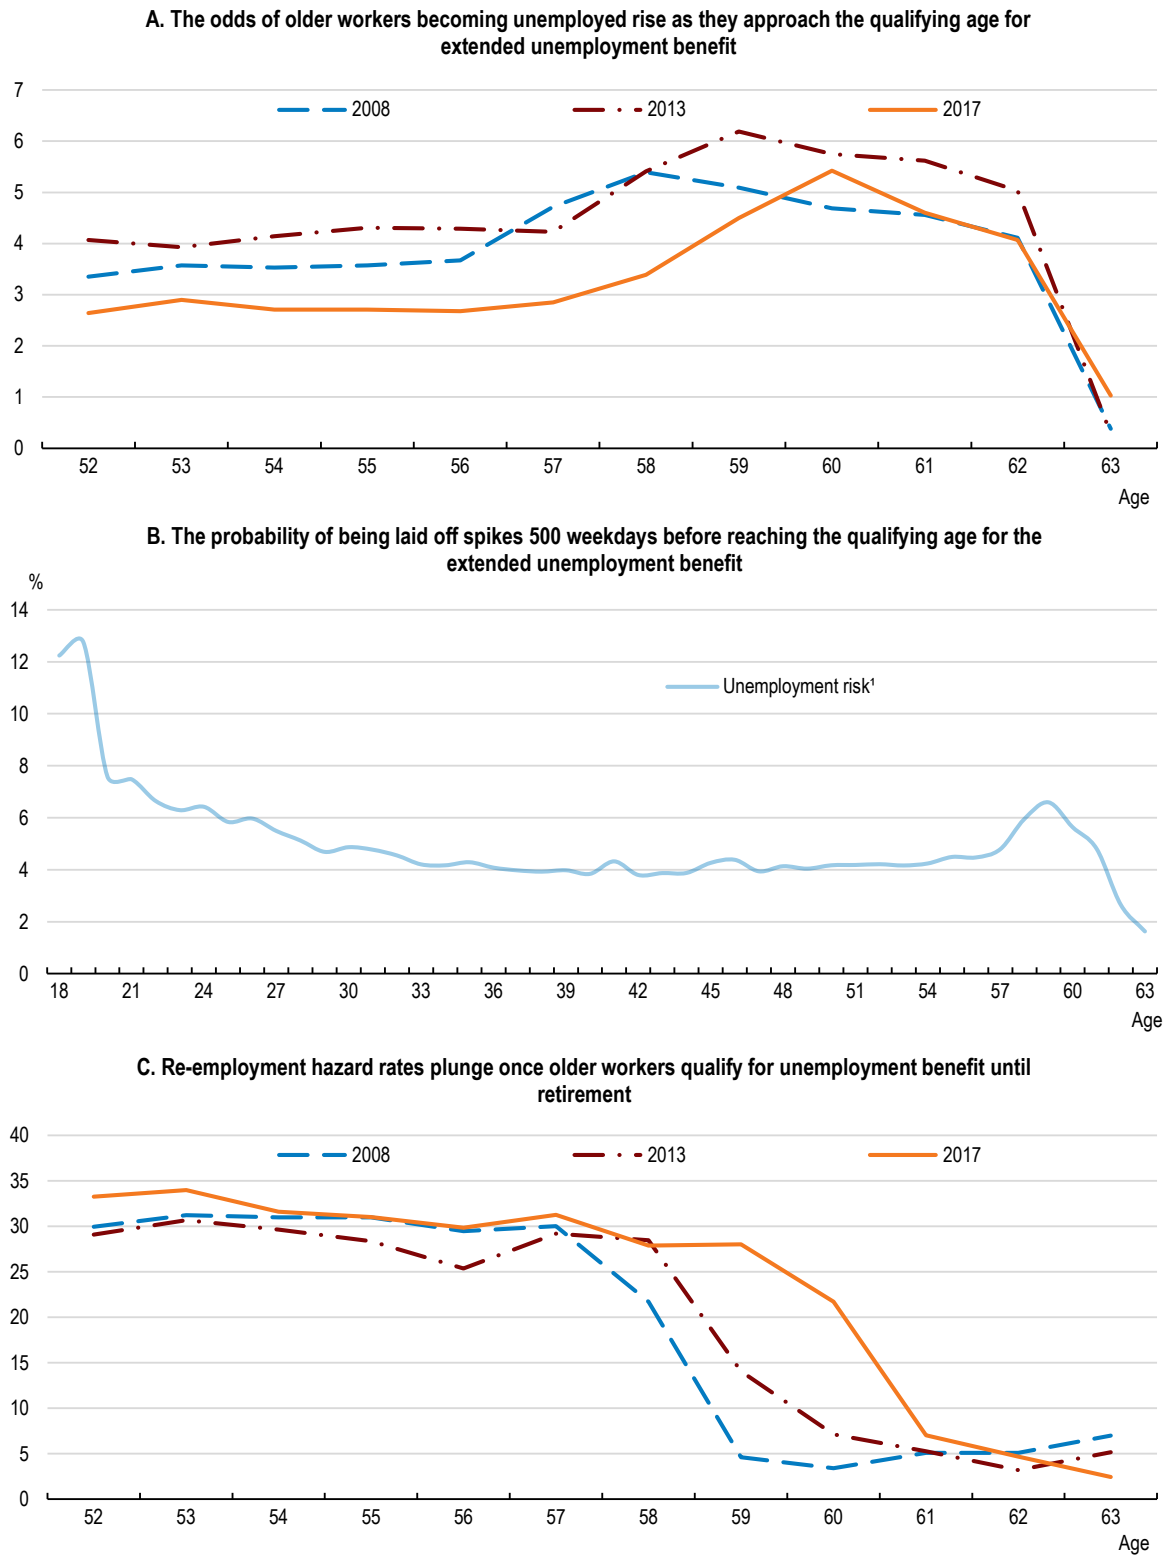 A. The odds of older workers becoming unemployed rise as they approach the qualifying age for
extended unemployment benefit
7
2008
2013
2017
6
5
4
3
2
1
0
52 53 54 55 56 57 58 59 60 61 62 63
Age
B. The probability of being laid off spikes 500 weekdays before reaching the qualifying age for the
extended unemployment benefit
%
14
12
Unemployment risk¹
10
8
6
4
2
0
18 21 24 27 30 33 36 39 42 45 48 51 54 57 60 63
Age
C. Re-employment hazard rates plunge once older workers qualify for unemployment benefit until
retirement
40
2008
2013
2017
35
30
25
20
15
10
5
0
52 53 54 55 56 57 58 59 60 61 62 63
Age